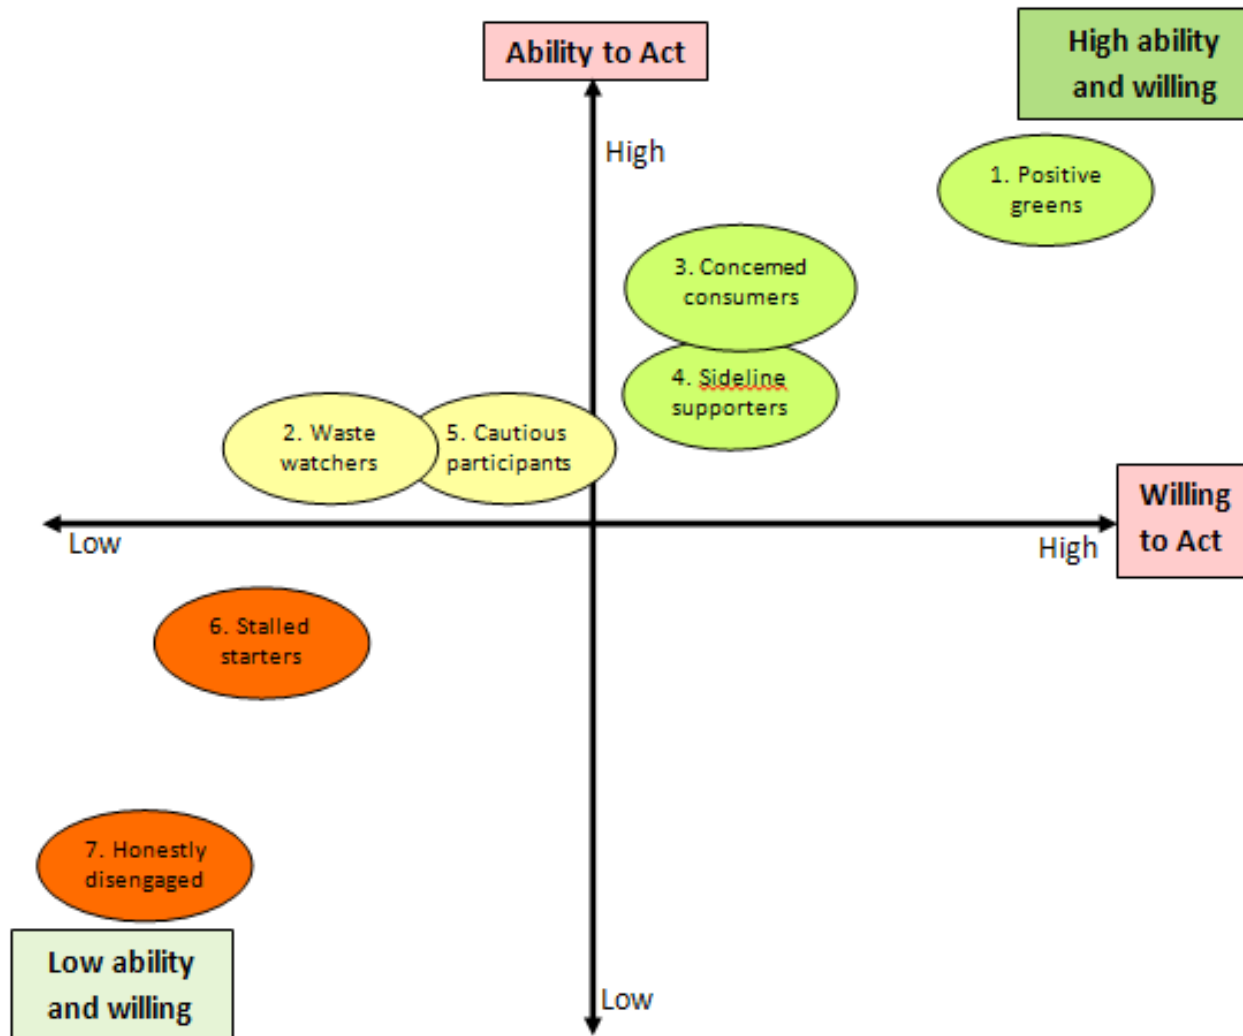 Ability to Act
High ability
and willing
High
1. Positive
greens
3. Concemed
consumers
4. Sideline
supporters
2. Waste
watchers
5. Cautious
participants
Willing
to Act
Low
High
6. Stalled
starters
7. Honestly
disengaged
Low ability
and willing
Low